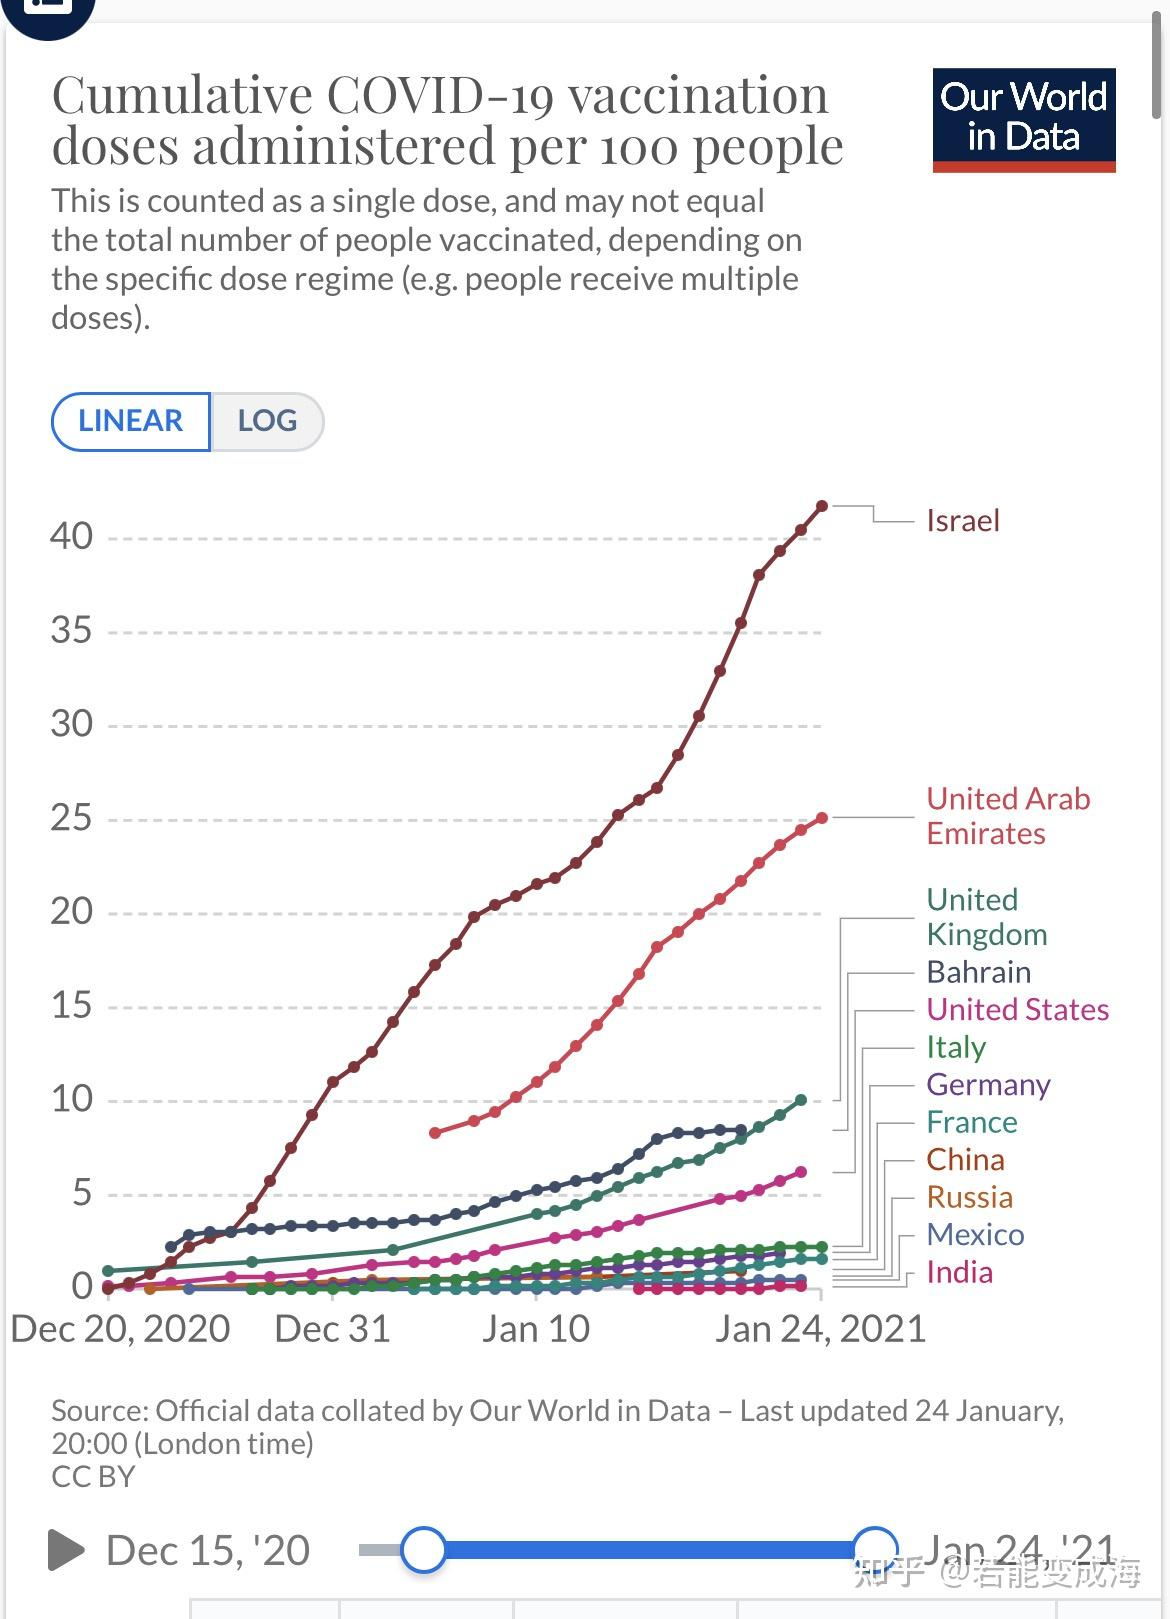 Cumulative COVID-19 vaccination
doses administered per 100 people
Our World
in Data
This is counted as a single dose, and may not equal
the total number of people vaccinated, depending on
the specific dose regime (e.g. people receive multiple
doses).
LINEAR
LOG
40
35
30
25
20
15
10
5
0
Israel
United Arab
Emirates
United
Kingdom
Bahrain
United States
Italy
Germany
France
China
Russia
Mexico
India
Dec 20, 2020
Dec 31
Jan 10
Jan 24, 2021
Source: Official data collated by Our World in Data – Last updated 24 January,
20:00 (London time)
CC BY
Dec 15, '20
Jan 24, '21
知乎 @若能变成海